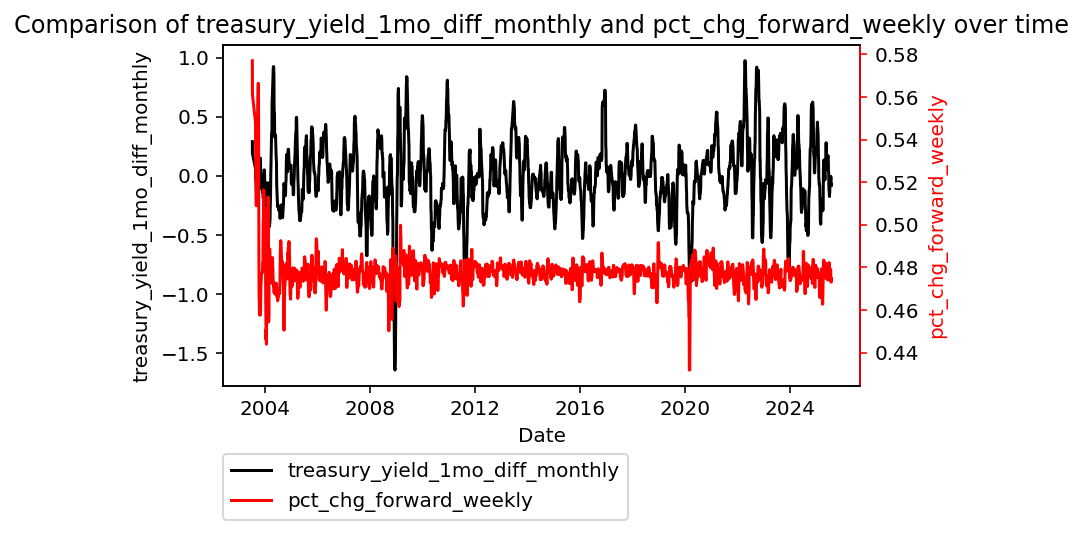 Comparison of treasury_yield_1mo_diff_monthly and pct_chg_forward_weekly over time
treasury_yield_1mo_diff_monthly
1.0
0.5
0.0
−0.5
−1.0
−1.5
0.58
0.56
0.54
0.52
0.50
0.48
0.46
0.44
pct_chg_forward_weekly
2004 2008 2012 2016 2020 2024
Date
treasury_yield_1mo_diff_monthly
pct_chg_forward_weekly